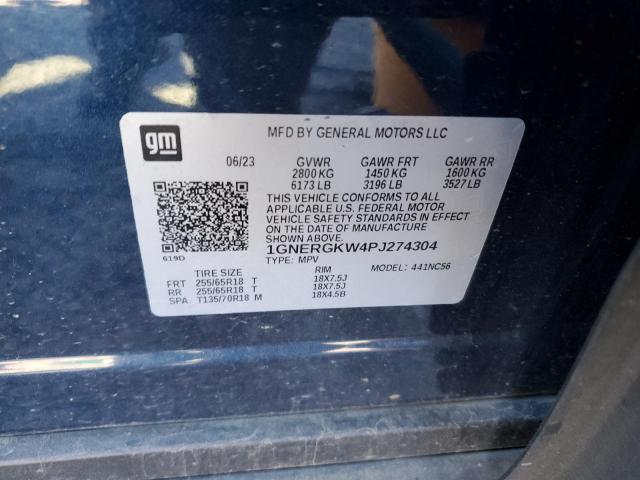 gm
MFD BY GENERAL MOTORS LLC
06/23 GVWR GAWR FRT GAWR RR
2800 KG 1450 KG 1600 KG
6173 LB 3196 LB 3527 LB
THIS VEHICLE CONFORMS TO ALL
APPLICABLE U.S. FEDERAL MOTOR
VEHICLE SAFETY STANDARDS IN EFFECT
ON THE DATE OF MANUFACTURE
SHOWN ABOVE.
1GNERGKW4PJ274304
619D TYPE: MPV MODEL: 441NC56
TIRE SIZE RIM
FRT 255/65R18 T 18X7.5J
RR 255/65R18 T 18X7.5J
SPA T135/70R18 M 18X4.5B